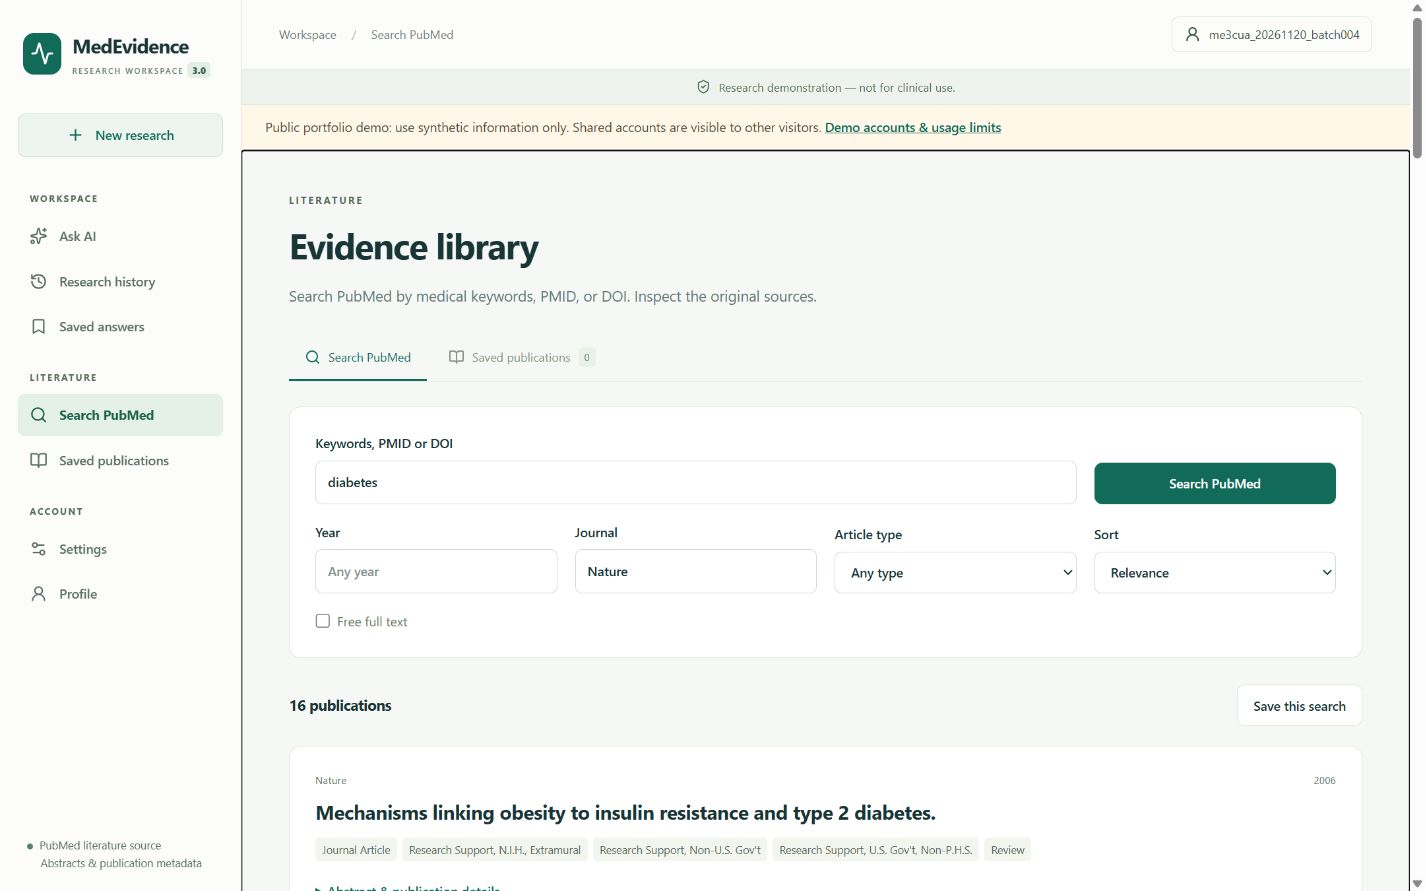 MedEvidence
RESEARCH WORKSPACE 3.0
New research
WORKSPACE
Ask AI
Research history
Saved answers
LITERATURE
Search PubMed
Saved publications
ACCOUNT
Settings
Profile
PubMed literature source
Abstracts & publication metadata
Workspace / Search PubMed
me3cua_20261120_batch004
Research demonstration — not for clinical use.
Public portfolio demo: use synthetic information only. Shared accounts are visible to other visitors. Demo accounts & usage limits
LITERATURE
Evidence library
Search PubMed by medical keywords, PMID, or DOI. Inspect the original sources.
Search PubMed Saved publications 0
Keywords, PMID or DOI
diabetes Search PubMed
Year Journal Article type Sort
Any year Nature Any type Relevance
Free full text
16 publications Save this search
Nature 2006
Mechanisms linking obesity to insulin resistance and type 2 diabetes.
Journal Article Research Support, N.I.H., Extramural Research Support, Non-U.S. Gov't Research Support, U.S. Gov't, Non-P.H.S. Review
Abstract & publication details